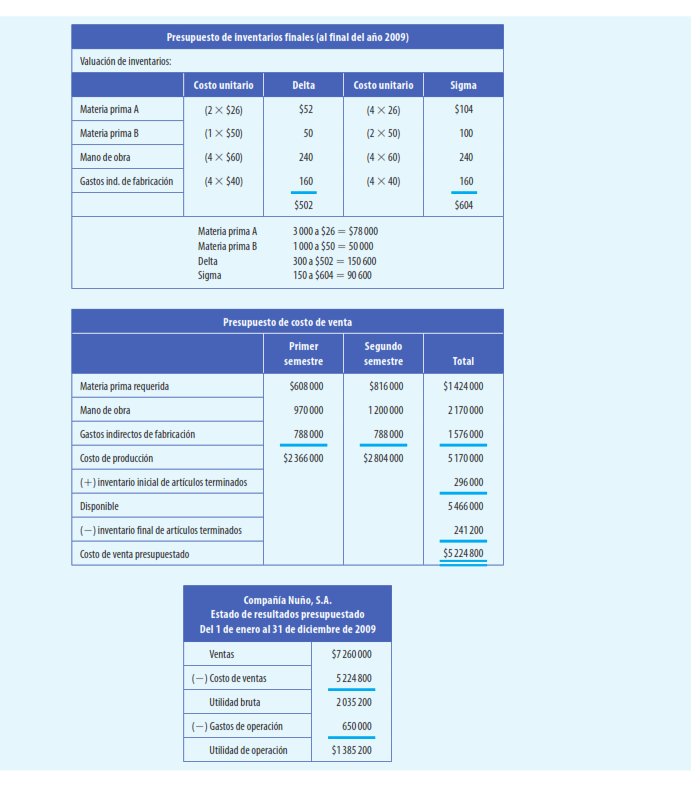 Presupuesto de inventarios finales (al final del año 2009)
Valuación de inventarios:
Costo unitario Delta Costo unitario Sigma
Materia prima A (2 × $26) $52 (4 × 26) $104
Materia prima B (1 × $50) 50 (2 × 50) 100
Mano de obra (4 × $60) 240 (4 × 60) 240
Gastos ind. de fabricación (4 × $40) 160 (4 × 40) 160
$502 $604
Materia prima A 3 000 a $26 = $78 000
Materia prima B 1 000 a $50 = 50 000
Delta 300 a $502 = 150 600
Sigma 150 a $604 = 90 600
Presupuesto de costo de venta
Primer semestre Segundo semestre Total
Materia prima requerida $608 000 $816 000 $1 424 000
Mano de obra 970 000 1 200 000 2 170 000
Gastos indirectos de fabricación 788 000 788 000 1 576 000
Costo de producción $2 366 000 $2 804 000 5 170 000
(+) inventario inicial de artículos terminados 296 000
Disponible 5 466 000
(−) inventario final de artículos terminados 241 200
Costo de venta presupuestado $5 224 800
Compañía Nuño, S.A.
Estado de resultados presupuestado
Del 1 de enero al 31 de diciembre de 2009
Ventas $7 260 000
(−) Costo de ventas 5 224 800
Utilidad bruta 2 035 200
(−) Gastos de operación 650 000
Utilidad de operación $1 385 200